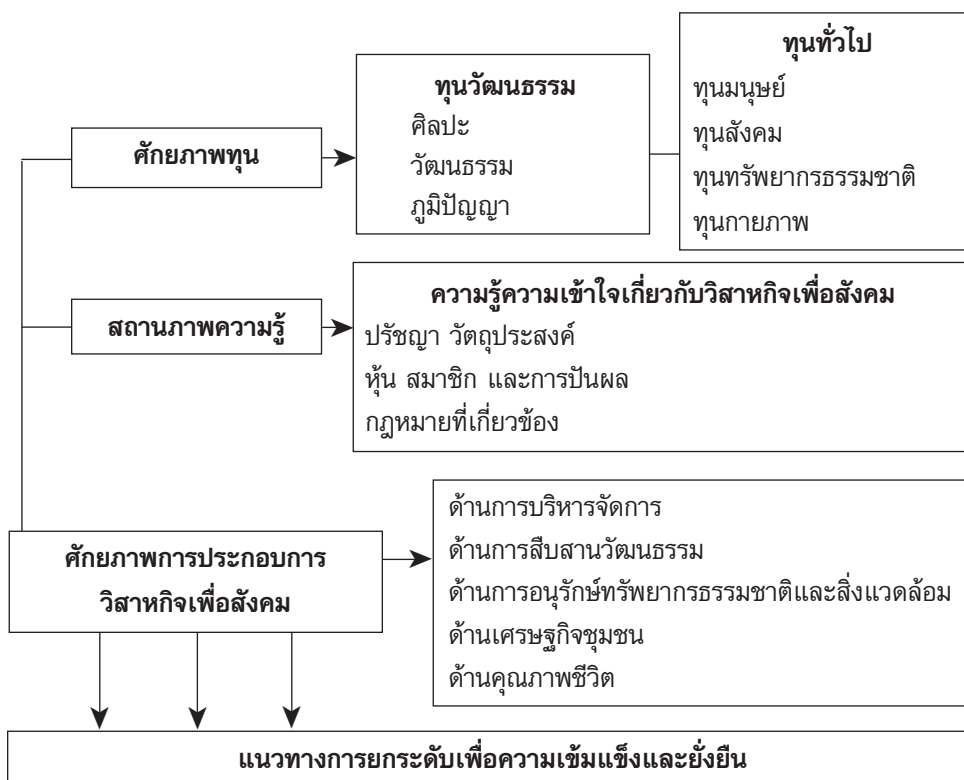 ศักยภาพทุน
ทุนวัฒนธรรม
ศิลปะ
วัฒนธรรม
ภูมิปัญญา
ทุนทั่วไป
ทุนมนุษย์
ทุนสังคม
ทุนทรัพยากรธรรมชาติ
ทุนกายภาพ
สถานภาพความรู้
ความรู้ความเข้าใจเกี่ยวกับวิสาหกิจเพื่อสังคม
ปรัชญา วัตถุประสงค์
หุ้น สมาชิก และการปันผล
กฎหมายที่เกี่ยวข้อง
ศักยภาพการประกอบการ
วิสาหกิจเพื่อสังคม
ด้านการบริหารจัดการ
ด้านการสืบสานวัฒนธรรม
ด้านการอนุรักษ์ทรัพยากรธรรมชาติและสิ่งแวดล้อม
ด้านเศรษฐกิจชุมชน
ด้านคุณภาพชีวิต
แนวทางการยกระดับเพื่อความเข้มแข็งและยั่งยืน